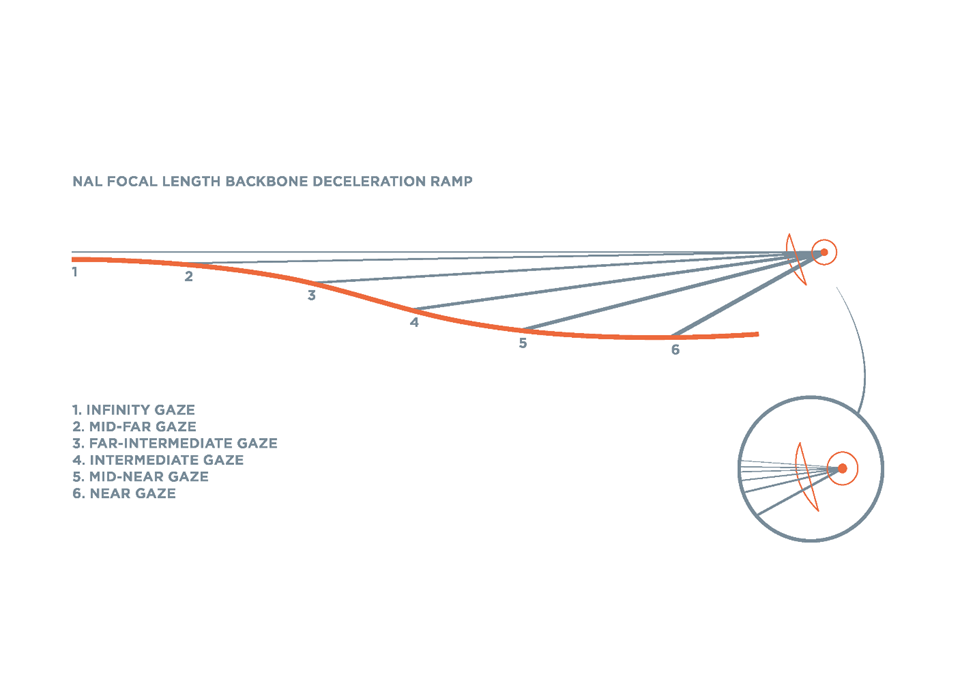 NAL FOCAL LENGTH BACKBONE DECELERATION RAMP
1
2
3
4
5
6
1. INFINITY GAZE
2. MID-FAR GAZE
3. FAR-INTERMEDIATE GAZE
4. INTERMEDIATE GAZE
5. MID-NEAR GAZE
6. NEAR GAZE